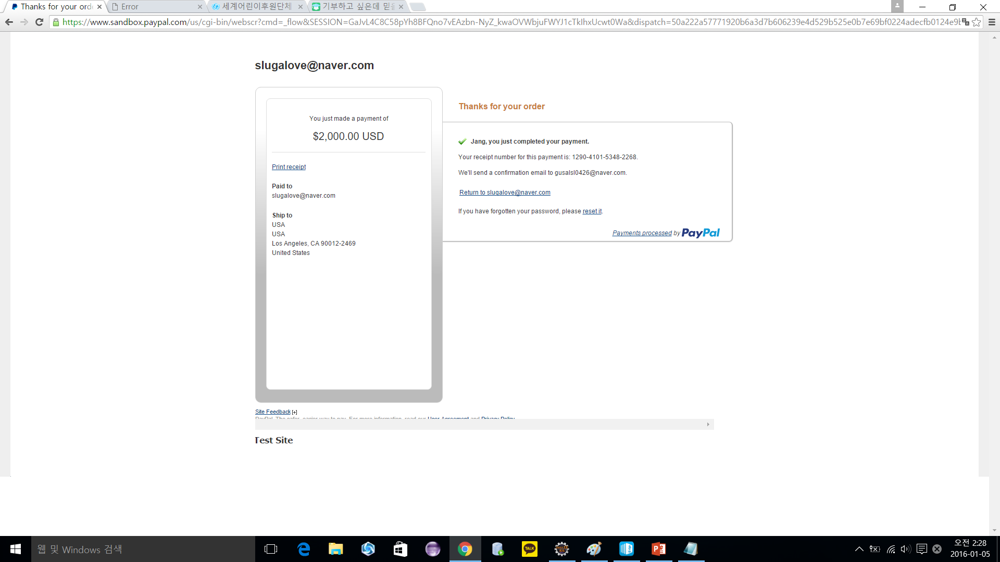 Thanks for your orde
Error
세계어린이후원단체
기부하고 싶은데 믿을
https://www.sandbox.paypal.com/us/cgi-bin/webscr?cmd=_flow&SESSION=GaJvL4C8C58pYh8BFQno7vEAzbn-NyZ_kwaOVWbjuFWYJ1cTkIhxUcwt0Wa&dispatch=50a222a57771920b6a3d7b606239e4d529b525e0b7e69bf0224adecfb0124e9b
slugalove@naver.com
You just made a payment of
$2,000.00 USD
Print receipt
Paid to
slugalove@naver.com
Ship to
USA
USA
Los Angeles, CA 90012-2469
United States
Thanks for your order
Jang, you just completed your payment.
Your receipt number for this payment is: 1290-4101-5348-2268.
We'll send a confirmation email to gusalsl0426@naver.com.
Return to slugalove@naver.com
If you have forgotten your password, please reset it.
Payments processed by PayPal
Site Feedback [+]
PayPal. The safer, easier way to pay. For more information, read our User Agreement and Privacy Policy.
Test Site
웹 및 Windows 검색
TALK
오전 2:28
2016-01-05